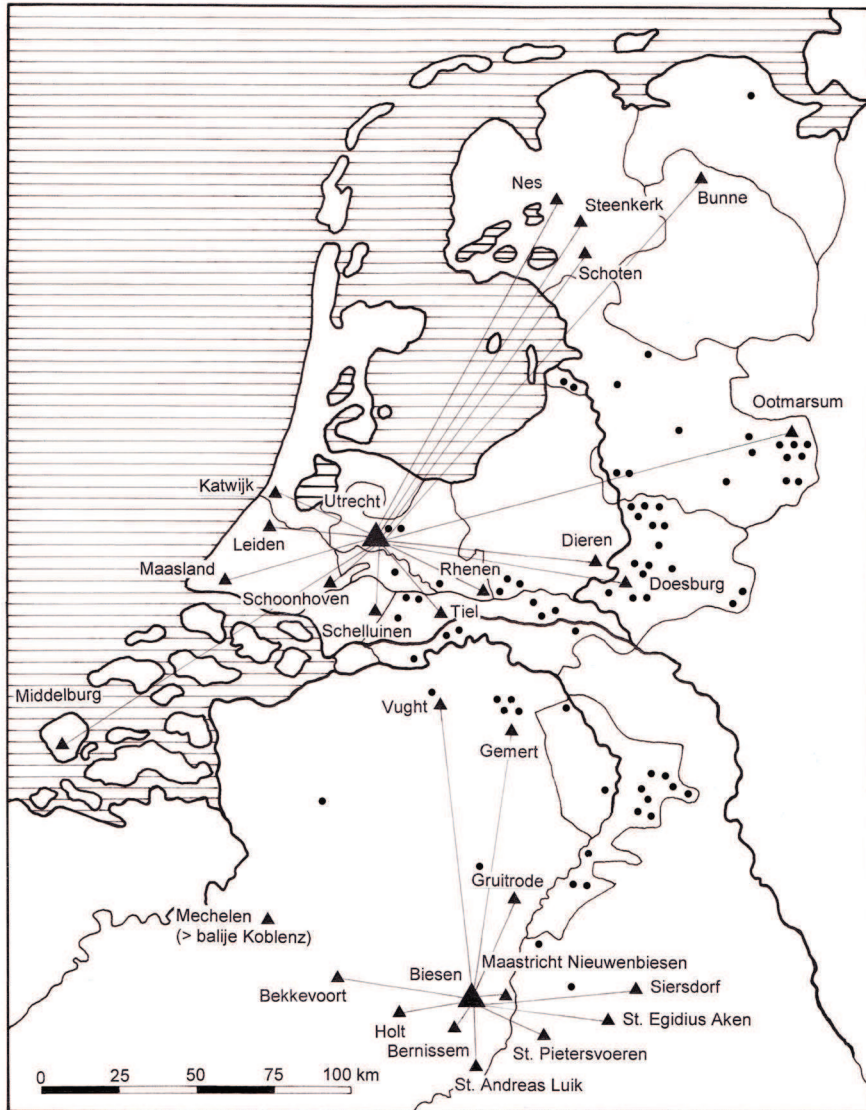 Nes
Steenkerk
Bunne
Schoten
Ootmarsum
Katwijk
Utrecht
Leiden
Dieren
Maasland
Rhenen
Doesburg
Schoonhoven
Schelluinen
Tiel
Middelburg
Vught
Gemert
Gruitrode
Mechelen
(> balije Koblenz)
Biesen
Maastricht Nieuwenbiesen
Bekkevoort
Siersdorf
Holt
St. Egidius Aken
Bernissem
St. Pietersvoeren
St. Andreas Luik
0 25 50 75 100 km